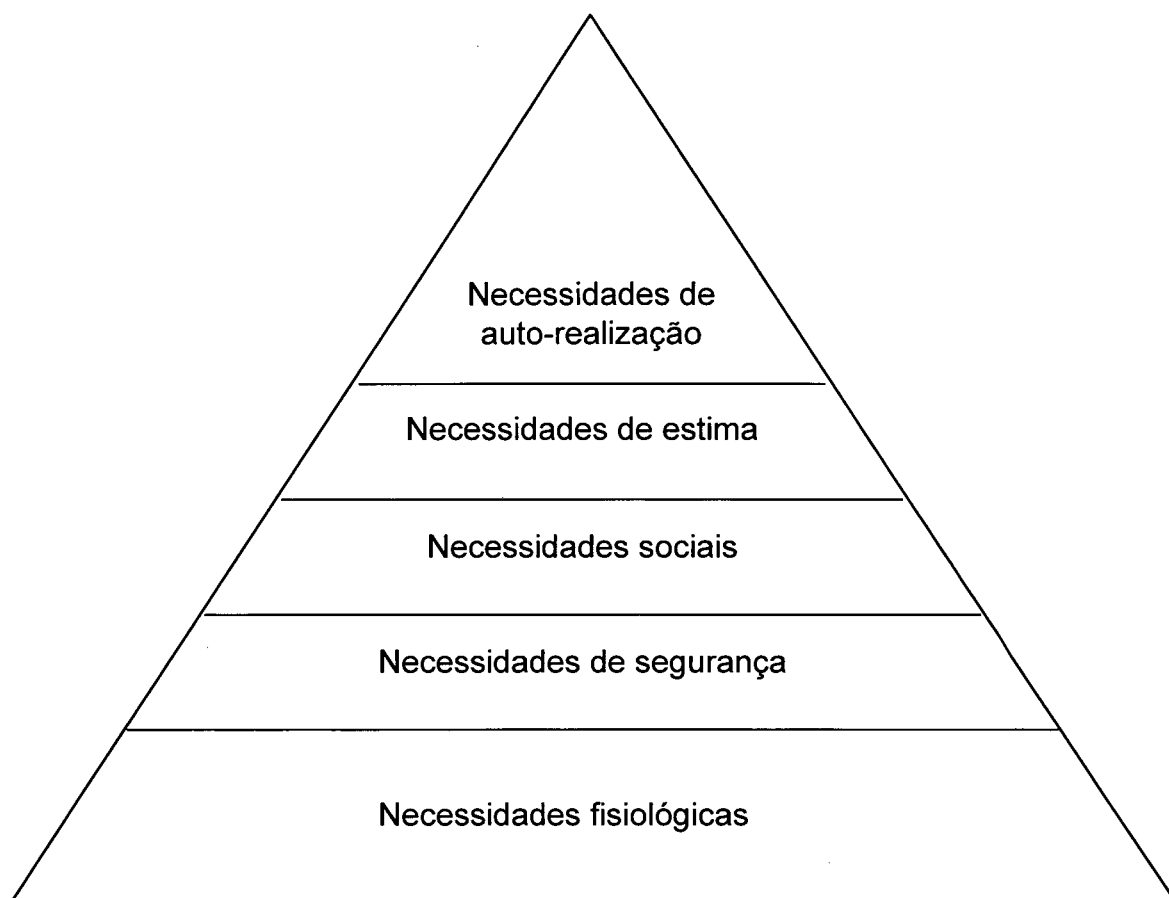 Necessidades de
auto-realização
Necessidades de estima
Necessidades sociais
Necessidades de segurança
Necessidades fisiológicas